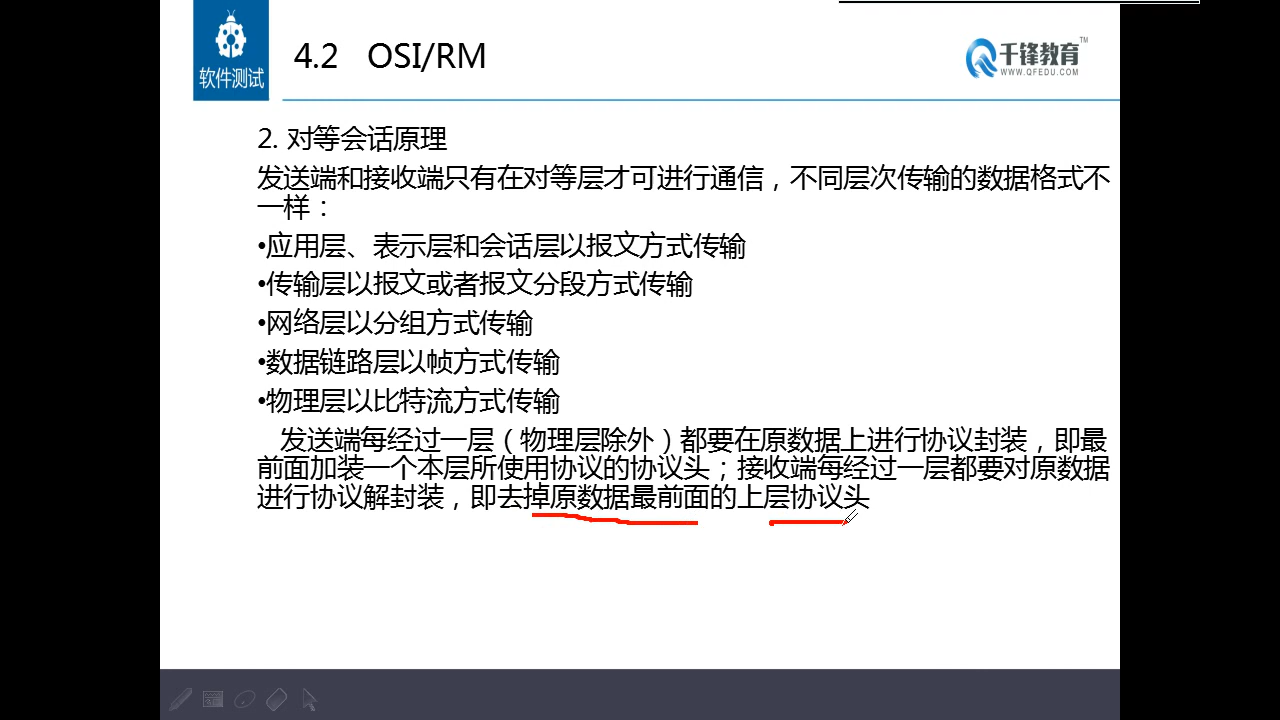 软件测试
4.2 OSI/RM
千锋教育™
WWW.QFEDU.COM
2. 对等会话原理
发送端和接收端只有在对等层才可进行通信，不同层次传输的数据格式不
一样：
•应用层、表示层和会话层以报文方式传输
•传输层以报文或者报文分段方式传输
•网络层以分组方式传输
•数据链路层以帧方式传输
•物理层以比特流方式传输
发送端每经过一层（物理层除外）都要在原数据上进行协议封装，即最
前面加装一个本层所使用协议的协议头；接收端每经过一层都要对原数据
进行协议解封装，即去掉原数据最前面的上层协议头